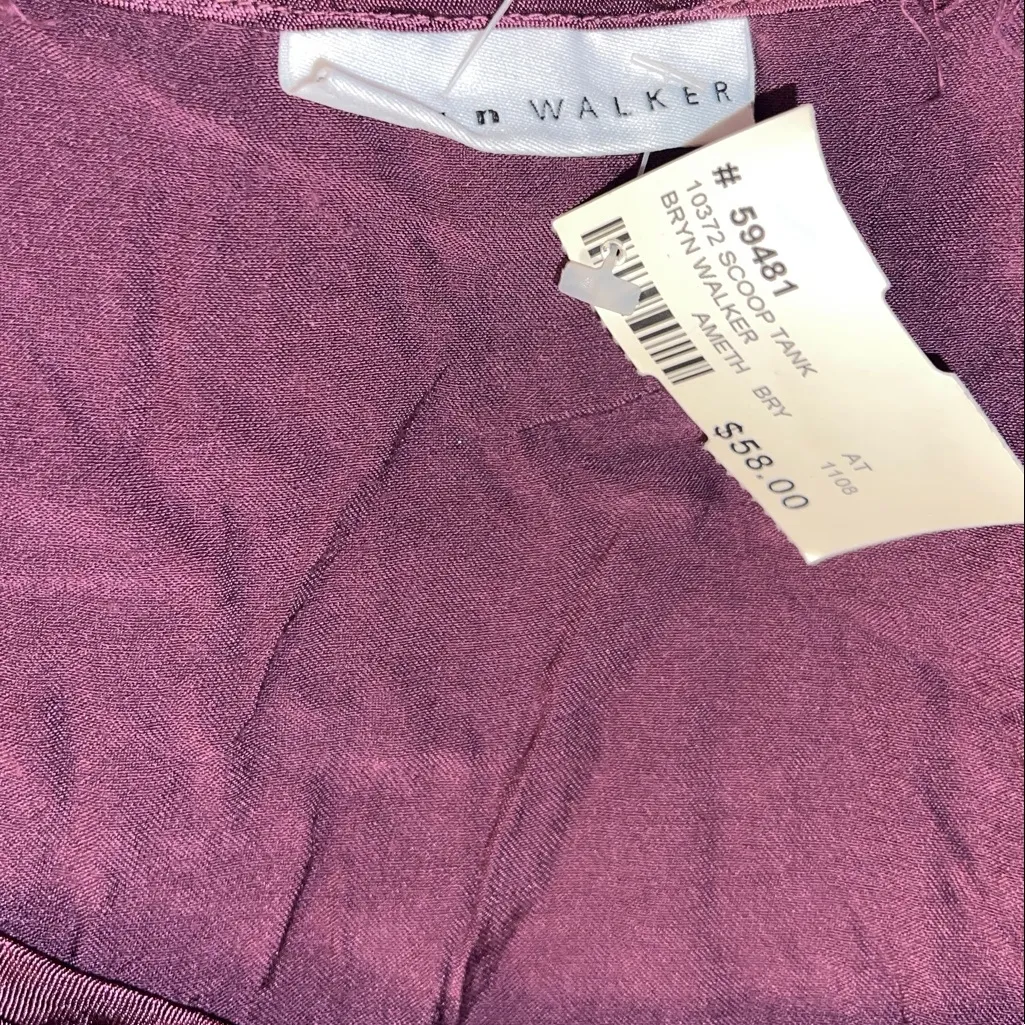 n WALKER
# 59481
10372 SCOOP TANK
BRYN WALKER
AMETH BRY
$58.00
AT
1108